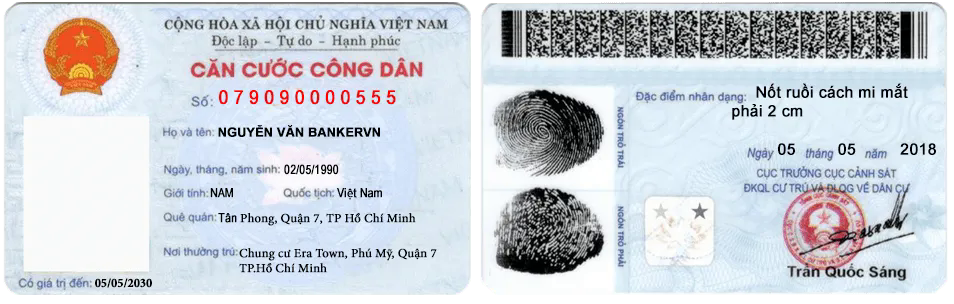 CỘNG HÒA XÃ HỘI CHỦ NGHĨA VIỆT NAM
Độc lập - Tự do - Hạnh phúc
CĂN CƯỚC CÔNG DÂN
Số: 079090000555
Họ và tên: NGUYỄN VĂN BANKERVN
Ngày, tháng, năm sinh: 02/05/1990
Giới tính: NAM Quốc tịch: Việt Nam
Quê quán: Tân Phong, Quận 7, TP Hồ Chí Minh
Nơi thường trú: Chung cư Era Town, Phú Mỹ, Quận 7
TP.Hồ Chí Minh
Có giá trị đến: 05/05/2030
NGÓN TRỎ TRÁI
NGÓN TRỎ PHẢI
Đặc điểm nhân dạng: Nốt ruồi cách mi mắt
phải 2 cm
Ngày 05 tháng 05 năm 2018
CỤC TRƯỞNG CỤC CẢNH SÁT
ĐKQL CƯ TRÚ VÀ DLQG VỀ DÂN CƯ
Trần Quốc Sáng